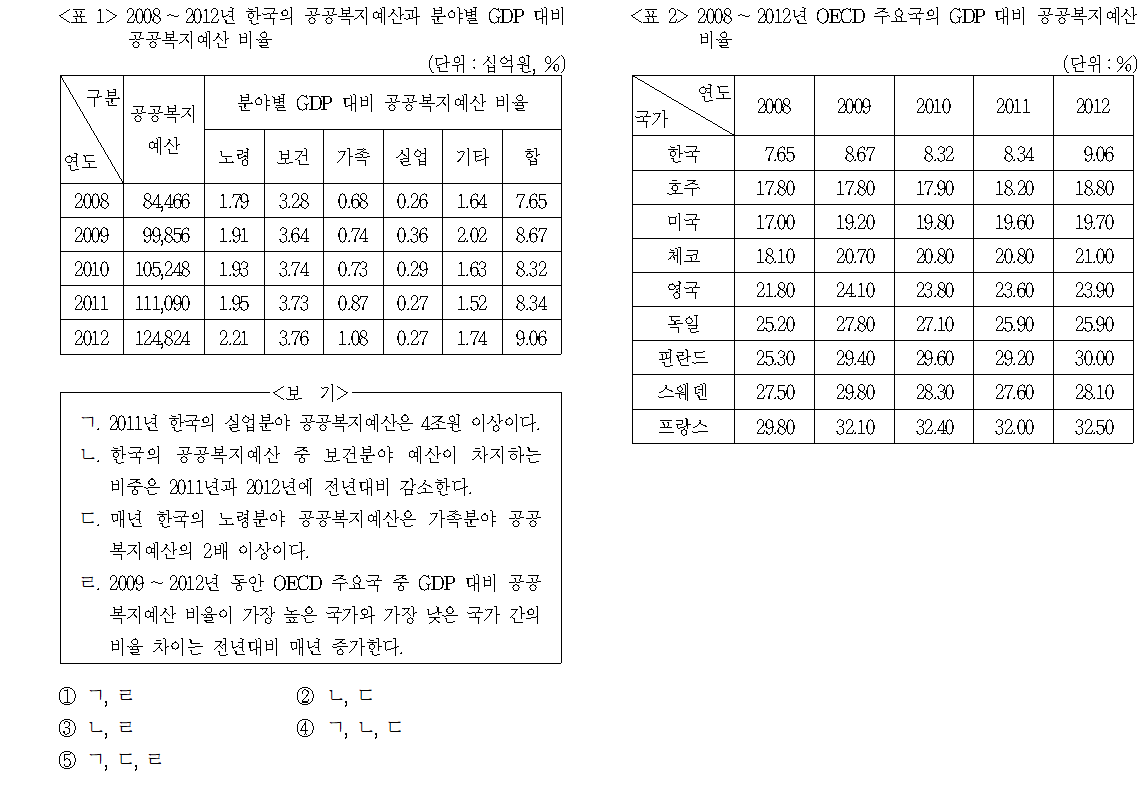 <표 1> 2008 ~ 2012년 한국의 공공복지예산과 분야별 GDP 대비
공공복지예산 비율
(단위 : 십억원, %)
구분 공공복지 예산 분야별 GDP 대비 공공복지예산 비율
연도 노령 보건 가족 실업 기타 합
2008 84,466 1.79 3.28 0.68 0.26 1.64 7.65
2009 99,856 1.91 3.64 0.74 0.36 2.02 8.67
2010 105,248 1.93 3.74 0.73 0.29 1.63 8.32
2011 111,090 1.95 3.73 0.87 0.27 1.52 8.34
2012 124,824 2.21 3.76 1.08 0.27 1.74 9.06
<표 2> 2008 ~ 2012년 OECD 주요국의 GDP 대비 공공복지예산
비율
(단위 : %)
연도 2008 2009 2010 2011 2012
국가
한국 7.65 8.67 8.32 8.34 9.06
호주 17.80 17.80 17.90 18.20 18.80
미국 17.00 19.20 19.80 19.60 19.70
체코 18.10 20.70 20.80 20.80 21.00
영국 21.80 24.10 23.80 23.60 23.90
독일 25.20 27.80 27.10 25.90 25.90
핀란드 25.30 29.40 29.60 29.20 30.00
스웨덴 27.50 29.80 28.30 27.60 28.10
프랑스 29.80 32.10 32.40 32.00 32.50
<보 기>
ㄱ. 2011년 한국의 실업분야 공공복지예산은 4조원 이상이다.
ㄴ. 한국의 공공복지예산 중 보건분야 예산이 차지하는
비중은 2011년과 2012년에 전년대비 감소한다.
ㄷ. 매년 한국의 노령분야 공공복지예산은 가족분야 공공
복지예산의 2배 이상이다.
ㄹ. 2009 ~ 2012년 동안 OECD 주요국 중 GDP 대비 공공
복지예산 비율이 가장 높은 국가와 가장 낮은 국가 간의
비율 차이는 전년대비 매년 증가한다.
① ㄱ, ㄹ ② ㄴ, ㄷ
③ ㄴ, ㄹ ④ ㄱ, ㄴ, ㄷ
⑤ ㄱ, ㄷ, ㄹ